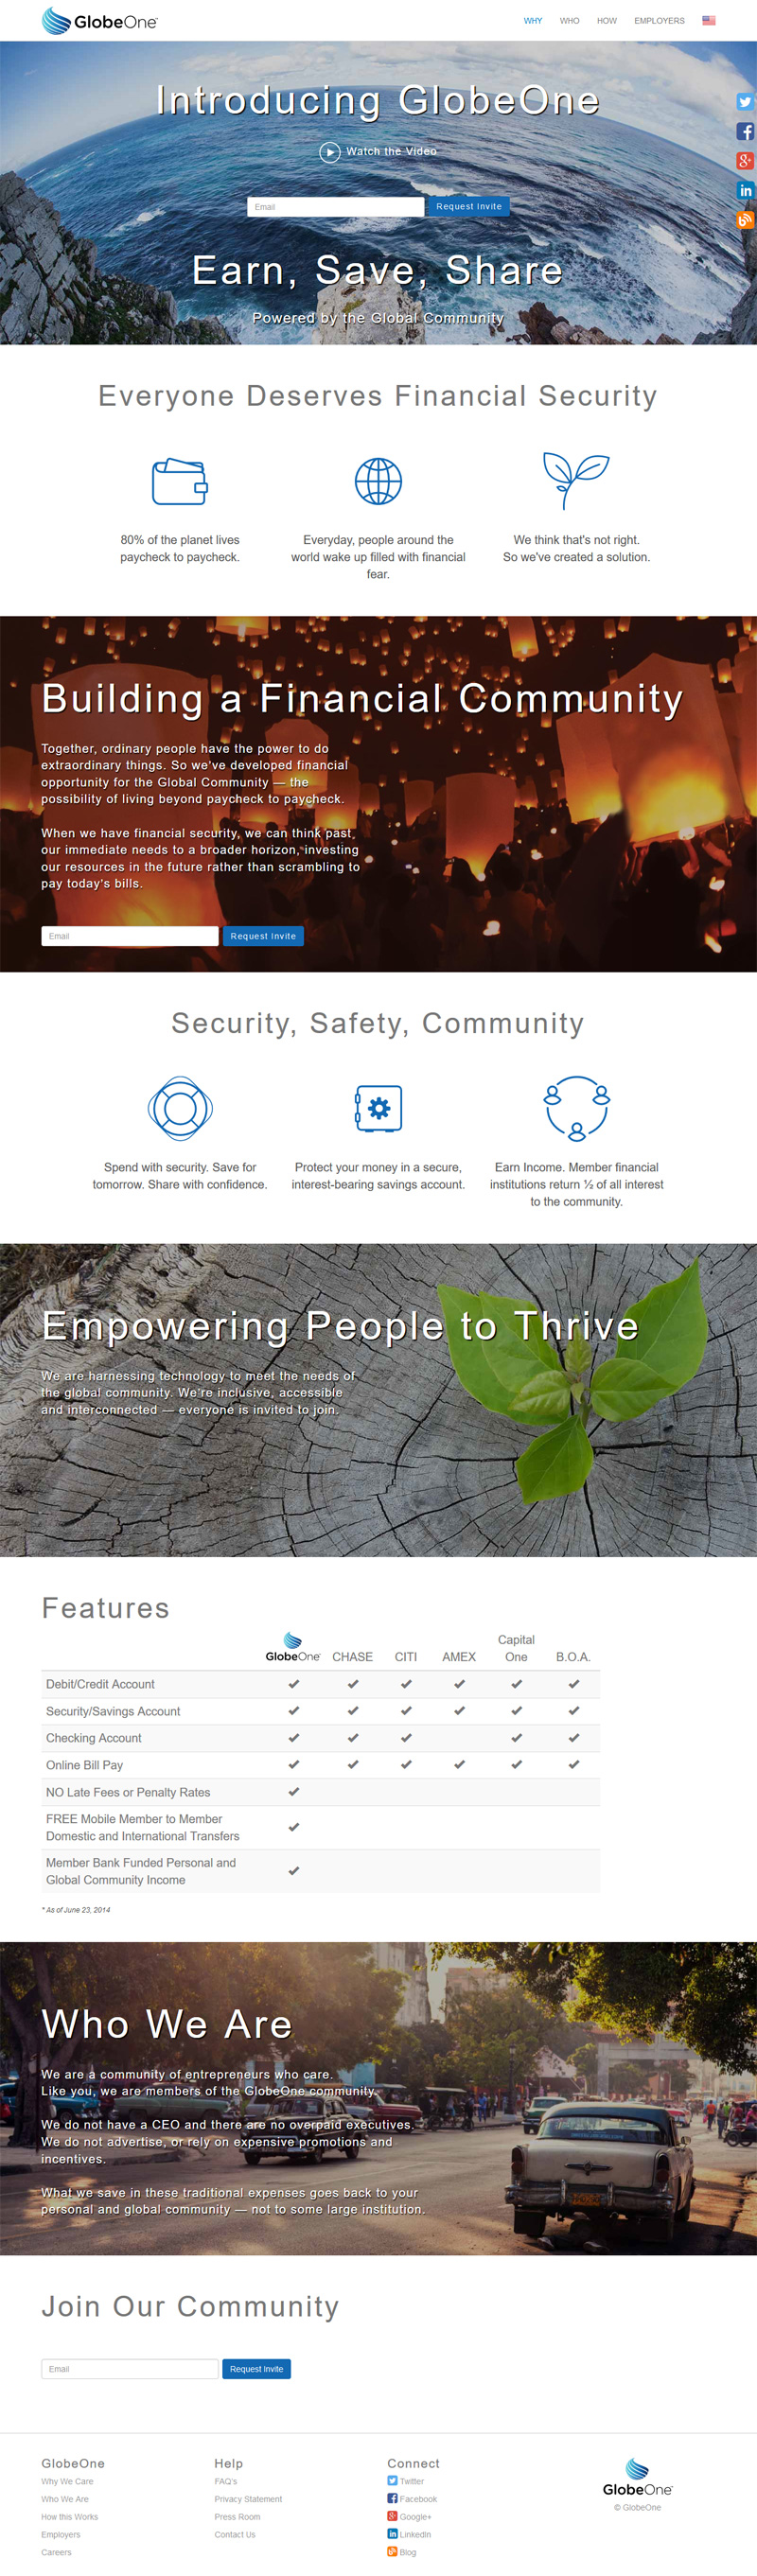 GlobeOne
WHY WHO HOW EMPLOYERS
Introducing GlobeOne
Watch the Video
Email Request Invite
Earn, Save, Share
Powered by the Global Community
Everyone Deserves Financial Security
80% of the planet lives
paycheck to paycheck.
Everyday, people around the
world wake up filled with financial
fear.
We think that's not right.
So we've created a solution.
Building a Financial Community
Together, ordinary people have the power to do
extraordinary things. So we've developed financial
opportunity for the Global Community — the
possibility of living beyond paycheck to paycheck.
When we have financial security, we can think past
our immediate needs to a broader horizon, investing
our resources in the future rather than scrambling to
pay today's bills.
Email Request Invite
Security, Safety, Community
Spend with security. Save for
tomorrow. Share with confidence.
Protect your money in a secure,
interest-bearing savings account.
Earn Income. Member financial
institutions return ½ of all interest
to the community.
Empowering People to Thrive
We are harnessing technology to meet the needs of
the global community. We're inclusive, accessible
and interconnected — everyone is invited to join.
Features
GlobeOne CHASE CITI AMEX Capital One B.O.A.
Debit/Credit Account
Security/Savings Account
Checking Account
Online Bill Pay
NO Late Fees or Penalty Rates
FREE Mobile Member to Member
Domestic and International Transfers
Member Bank Funded Personal and
Global Community Income
* As of June 23, 2014
Who We Are
We are a community of entrepreneurs who care.
Like you, we are members of the GlobeOne community.
We do not have a CEO and there are no overpaid executives.
We do not advertise, or rely on expensive promotions and
incentives.
What we save in these traditional expenses goes back to your
personal and global community — not to some large institution.
Join Our Community
Email Request Invite
GlobeOne
Why We Care
Who We Are
How this Works
Employers
Careers
Help
FAQ's
Privacy Statement
Press Room
Contact Us
Connect
Twitter
Facebook
Google+
LinkedIn
Blog
GlobeOne
© GlobeOne